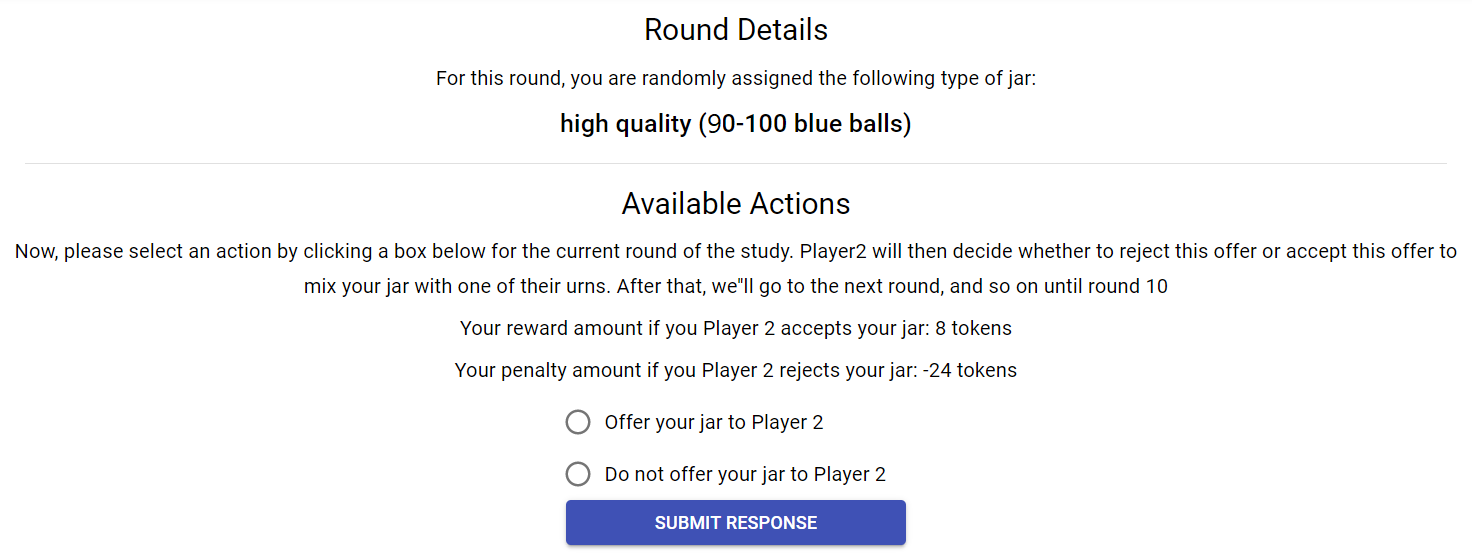 Round Details
For this round, you are randomly assigned the following type of jar:
high quality (90-100 blue balls)
Available Actions
Now, please select an action by clicking a box below for the current round of the study. Player2 will then decide whether to reject this offer or accept this offer to
mix your jar with one of their urns. After that, we"ll go to the next round, and so on until round 10
Your reward amount if you Player 2 accepts your jar: 8 tokens
Your penalty amount if you Player 2 rejects your jar: -24 tokens
Offer your jar to Player 2
Do not offer your jar to Player 2
SUBMIT RESPONSE